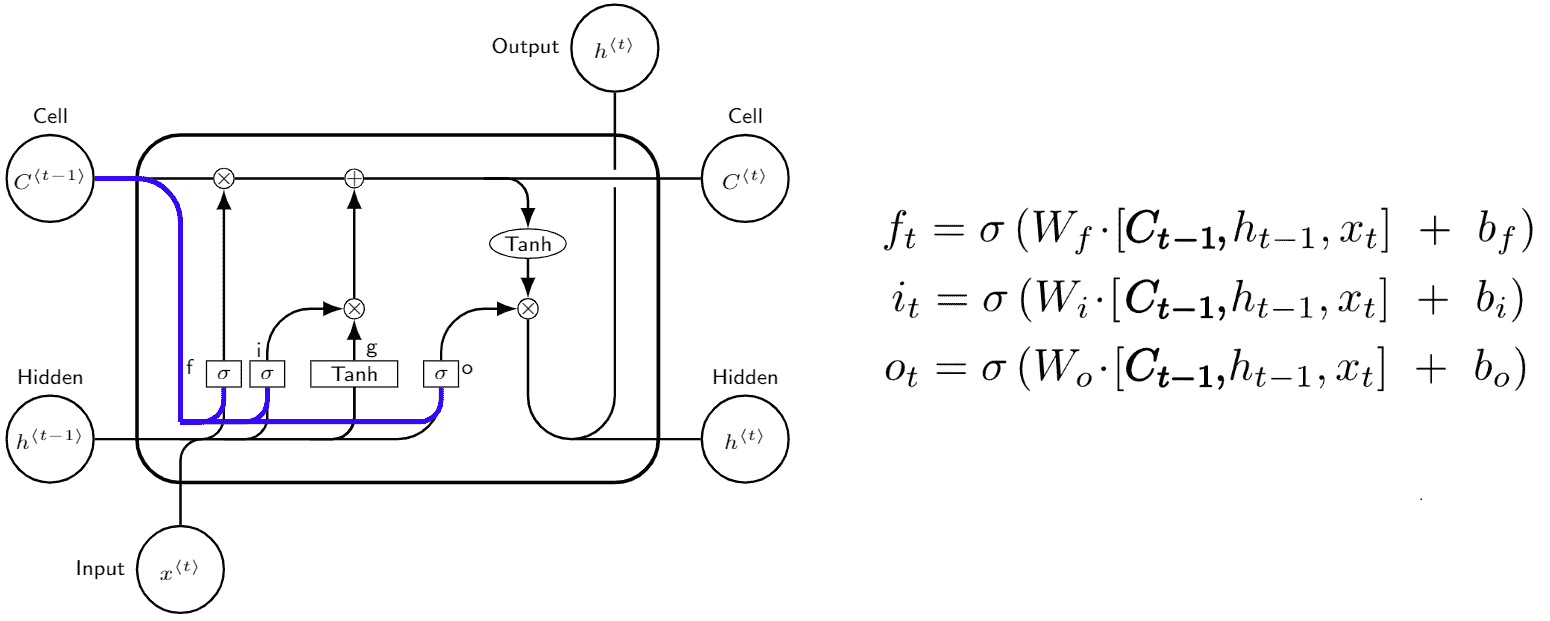 Output h⟨t⟩
Cell
Cell
C⟨t−1⟩
× +
C⟨t⟩
Tanh
× ×
i g
f σ σ Tanh σ o
Hidden
Hidden
h⟨t−1⟩
h⟨t⟩
Input x⟨t⟩
f_t = σ (W_f·[C_{t−1}, h_{t−1}, x_t] + b_f)
i_t = σ (W_i·[C_{t−1}, h_{t−1}, x_t] + b_i)
o_t = σ (W_o·[C_{t−1}, h_{t−1}, x_t] + b_o)